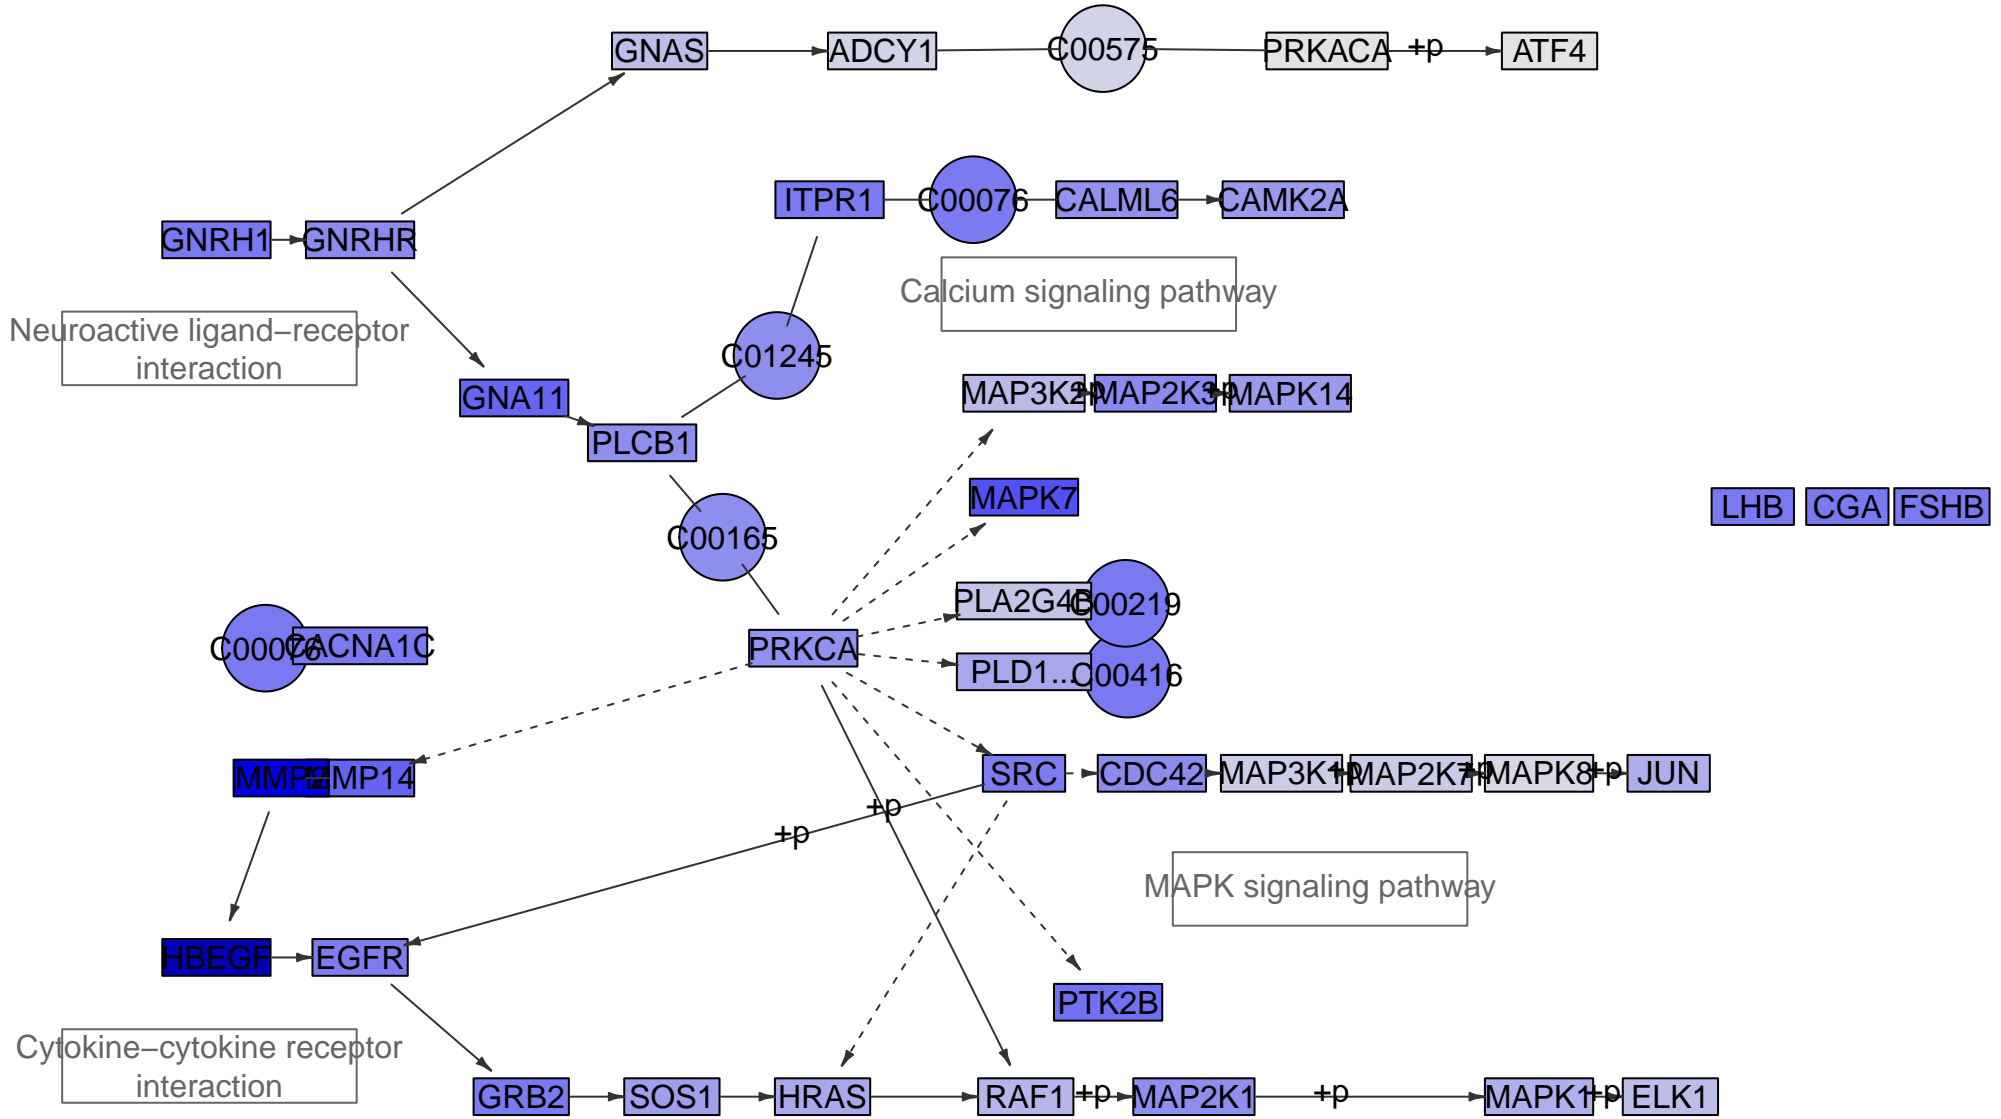 GNAS
ADCY1
C00575
PRKACA
+p
ATF4
ITPR1
C00076
CALML6
CAMK2A
GNRH1
GNRHR
Calcium signaling pathway
Neuroactive ligand−receptor
interaction
C01245
GNA11
MAP3K2
+p
MAP2K3
+p
MAPK14
PLCB1
MAPK7
LHB
CGA
FSHB
C00165
PLA2G4B
C00219
C00076
CACNA1C
PRKCA
PLD1...
C00416
MMP2
MMP14
SRC
CDC42
MAP3K1
+p
MAP2K7
+p
MAPK8
+p
JUN
+p
+p
MAPK signaling pathway
HBEGF
EGFR
PTK2B
Cytokine−cytokine receptor
interaction
GRB2
SOS1
HRAS
RAF1
+p
MAP2K1
+p
MAPK1
+p
ELK1